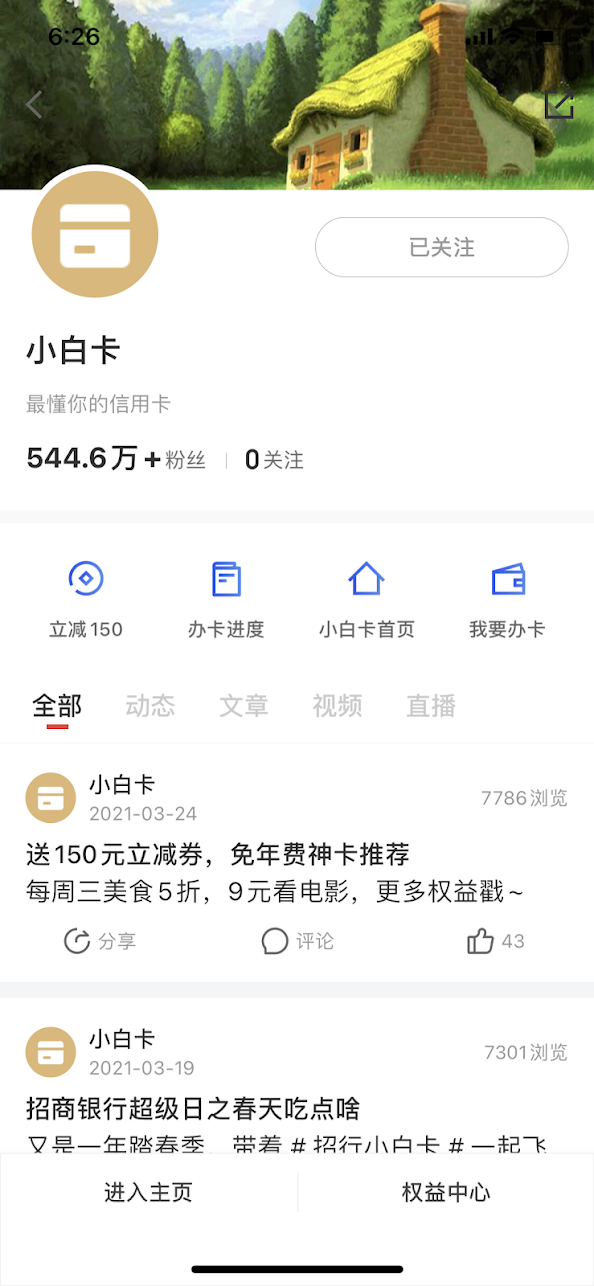 6:26
已关注
小白卡
最懂你的信用卡
544.6万+粉丝 0关注
立减150 办卡进度 小白卡首页 我要办卡
全部 动态 文章 视频 直播
小白卡
7786浏览
2021-03-24
送150元立减券，免年费神卡推荐
每周三美食5折，9元看电影，更多权益戳~
分享 评论 43
小白卡
7301浏览
2021-03-19
招商银行超级日之春天吃点啥
又是一年踏春季，带着#招行小白卡#一起飞
进入主页 权益中心